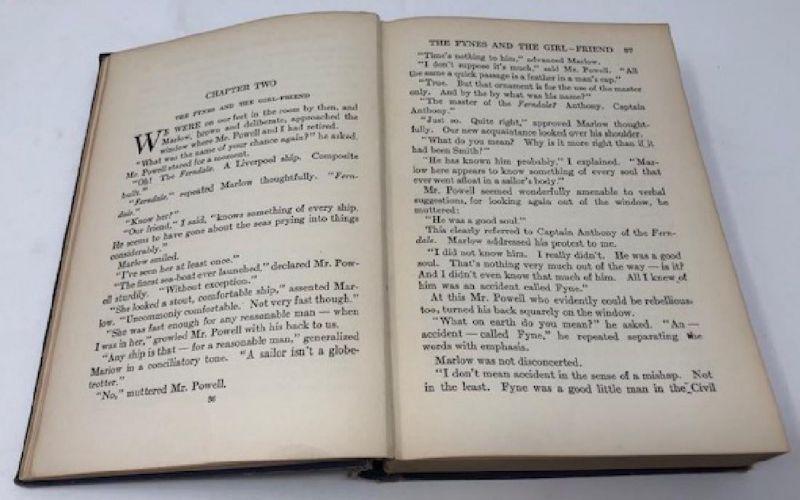 CHAPTER TWO
THE FYNES AND THE GIRL-FRIEND
WE WERE on our feet in the room by then, and
Marlow, brown and deliberate, approached the
window where Mr. Powell and I had retired.
"What was the name of your chance again?" he asked.
Mr. Powell stared for a moment.
"Oh! The Ferndale. A Liverpool ship. Composite
built."
"Ferndale," repeated Marlow thoughtfully. "Fern-
dale."
"Know her?"
"Our friend," I said, "knows something of every ship.
He seems to have gone about the seas prying into things
considerably."
Marlow smiled.
"I've seen her at least once."
"The finest sea-boat ever launched," declared Mr. Pow-
ell sturdily. "Without exception."
"She looked a stout, comfortable ship," assented Mar-
low. "Uncommonly comfortable. Not very fast though."
"She was fast enough for any reasonable man — when
I was in her," growled Mr. Powell with his back to us.
"Any ship is that — for a reasonable man," generalized
Marlow in a conciliatory tone. "A sailor isn't a globe-
trotter."
"No," muttered Mr. Powell.
36
THE FYNES AND THE GIRL-FRIEND 37
"Time's nothing to him," advanced Marlow.
"I don't suppose it's much," said Mr. Powell. "All
the same a quick passage is a feather in a man's cap."
"True. But that ornament is for the use of the master
only. And by the by what was his name?"
"The master of the Ferndale? Anthony. Captain
Anthony."
"Just so. Quite right," approved Marlow thought-
fully. Our new acquaintance looked over his shoulder.
"What do you mean? Why is it more right than if it
had been Smith?"
"He has known him probably," I explained. "Mar-
low here appears to know something of every soul that
ever went afloat in a sailor's body."
Mr. Powell seemed wonderfully amenable to verbal
suggestions, for looking again out of the window, he
muttered:
"He was a good soul."
This clearly referred to Captain Anthony of the Fern-
dale. Marlow addressed his protest to me.
"I did not know him. I really didn't. He was a good
soul. That's nothing very much out of the way — is it?
And I didn't even know that much of him. All I knew of
him was an accident called Fyne."
At this Mr. Powell who evidently could be rebellious
too, turned his back squarely on the window.
"What on earth do you mean?" he asked. "An —
accident — called Fyne," he repeated separating the
words with emphasis.
Marlow was not disconcerted.
"I don't mean accident in the sense of a mishap. Not
in the least. Fyne was a good little man in the Civil